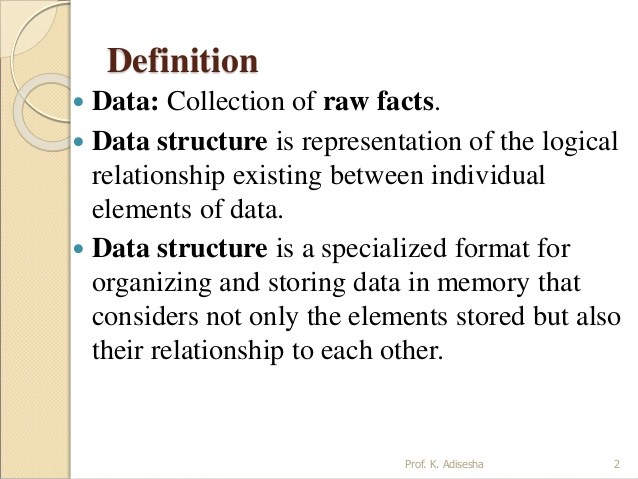 Definition
Data: Collection of raw facts.
Data structure is representation of the logical
relationship existing between individual
elements of data.
Data structure is a specialized format for
organizing and storing data in memory that
considers not only the elements stored but also
their relationship to each other.
Prof. K. Adisesha 2